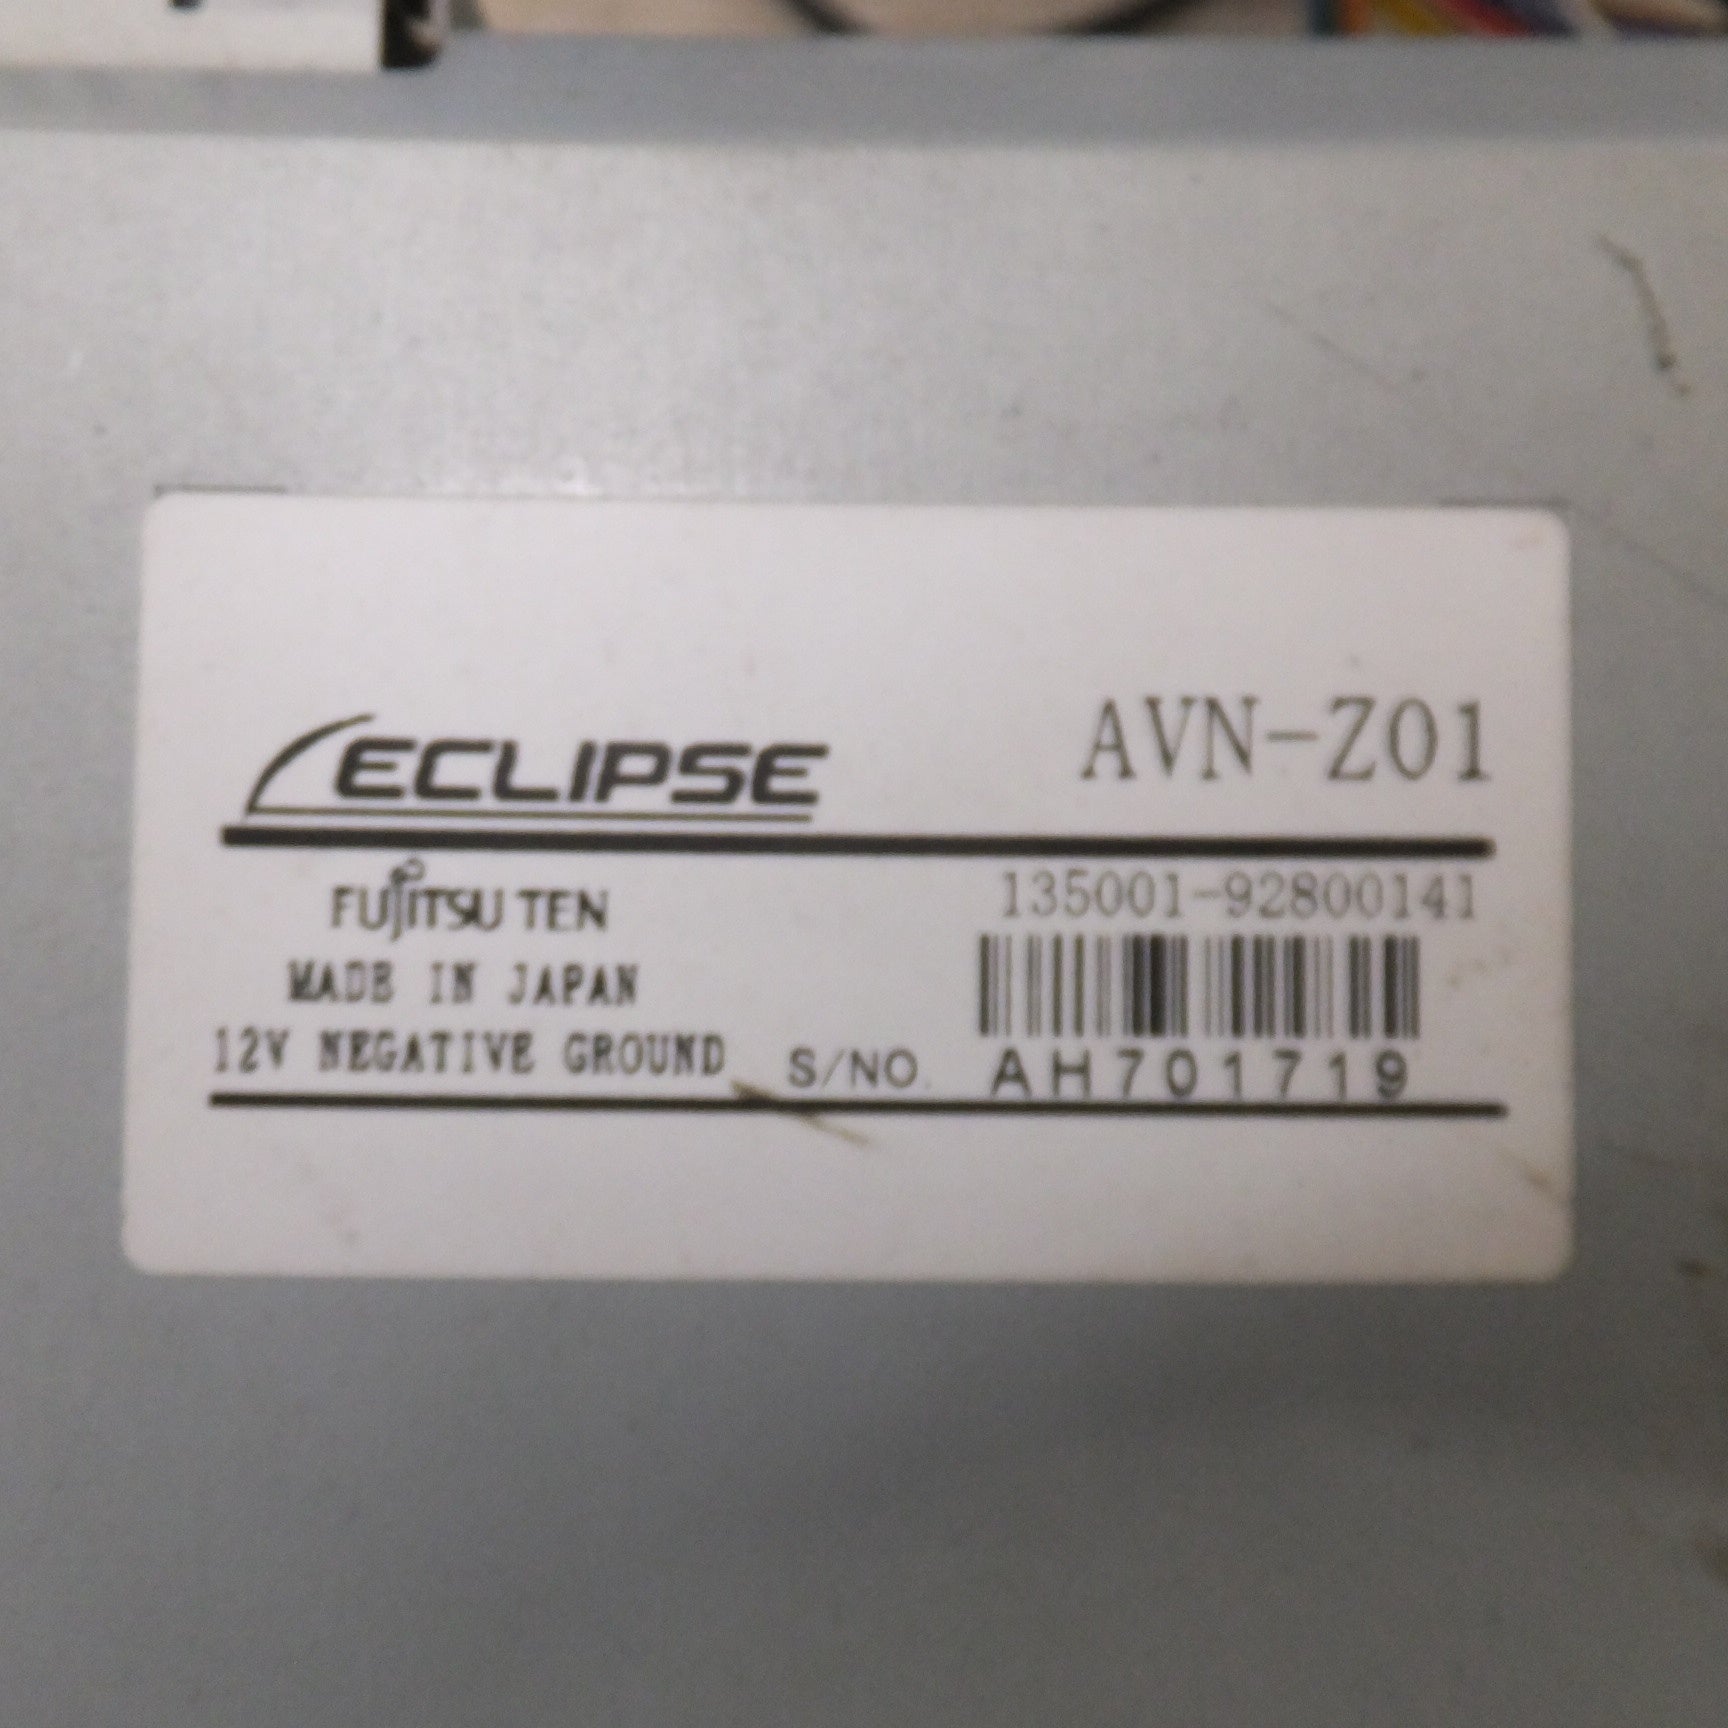 ECLIPSE AVN-Z01
FUJITSU TEN 135001-92800141
MADE IN JAPAN
12V NEGATIVE GROUND S/NO. AH701719